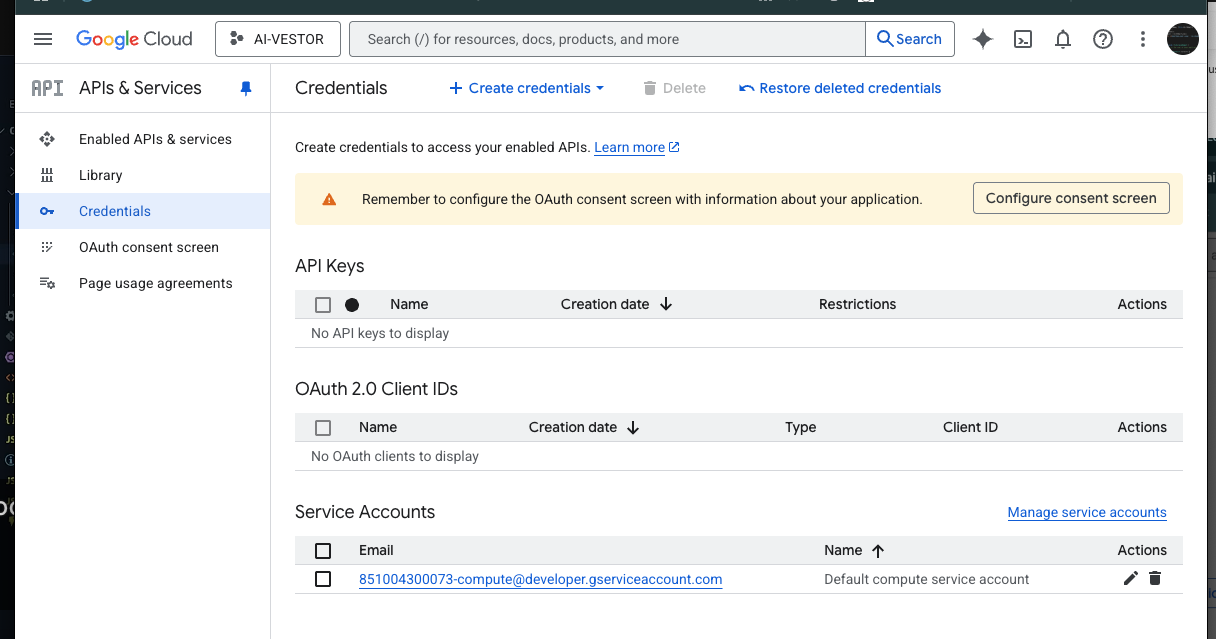 Google Cloud
AI-VESTOR
Search (/) for resources, docs, products, and more
Search
API
APIs & Services
Credentials
Create credentials
Delete
Restore deleted credentials
Enabled APIs & services
Library
Credentials
OAuth consent screen
Page usage agreements
Create credentials to access your enabled APIs. Learn more
Remember to configure the OAuth consent screen with information about your application.
Configure consent screen
API Keys
Name Creation date Restrictions Actions
No API keys to display
OAuth 2.0 Client IDs
Name Creation date Type Client ID Actions
No OAuth clients to display
Service Accounts
Manage service accounts
Email Name Actions
851004300073-compute@developer.gserviceaccount.com Default compute service account